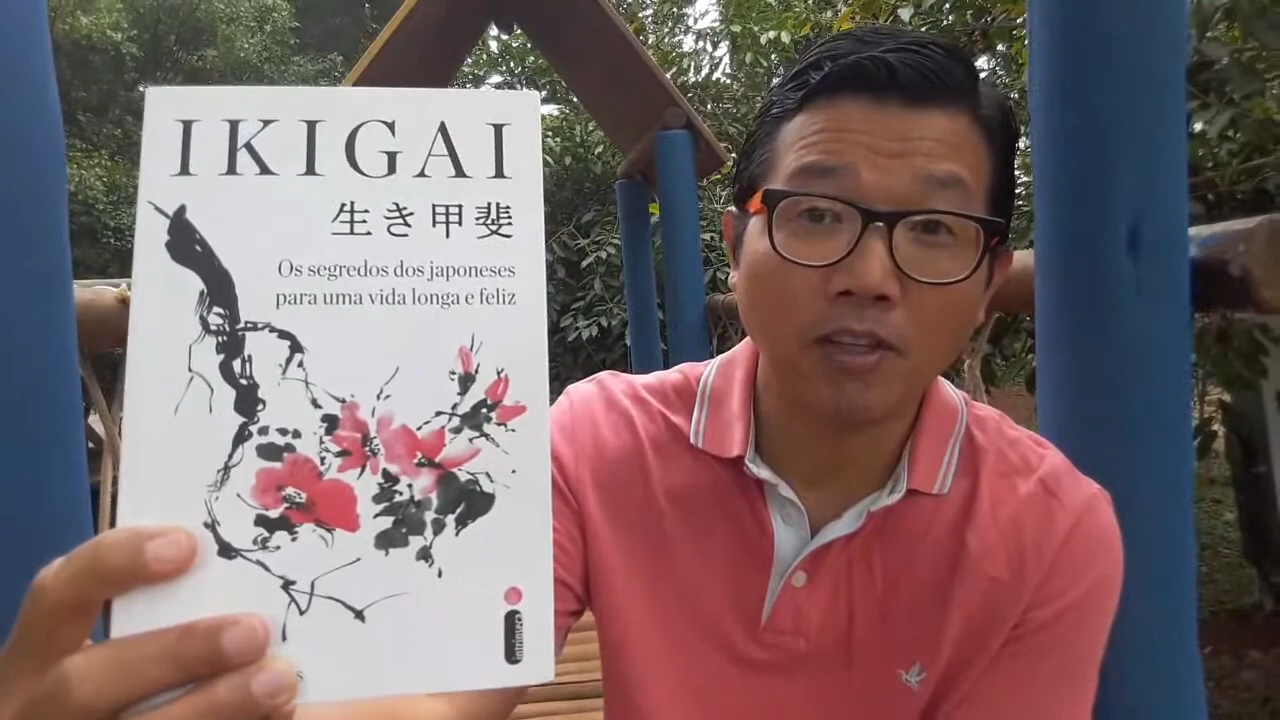 IKIGAI
生き甲斐
Os segredos dos japoneses
para uma vida longa e feliz
intrínseca